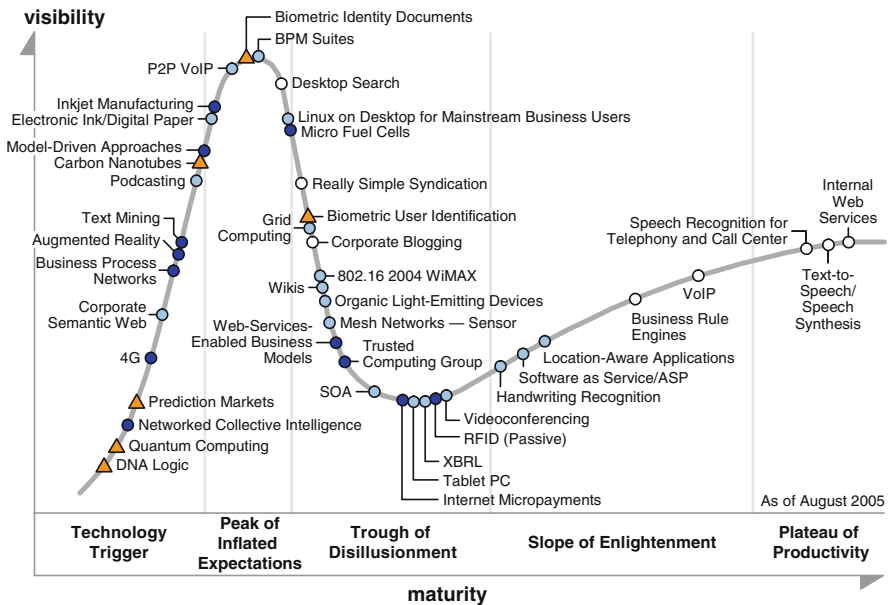 visibility
Biometric Identity Documents
BPM Suites
P2P VoIP
Desktop Search
Inkjet Manufacturing
Electronic Ink/Digital Paper
Linux on Desktop for Mainstream Business Users
Micro Fuel Cells
Model-Driven Approaches
Carbon Nanotubes
Podcasting
Really Simple Syndication
Text Mining
Augmented Reality
Business Process
Networks
Grid
Computing
Biometric User Identification
Corporate Blogging
802.16 2004 WiMAX
Wikis
Organic Light-Emitting Devices
Corporate
Semantic Web
Mesh Networks — Sensor
Web-Services-
Enabled Business
Models
Trusted
Computing Group
4G
SOA
Prediction Markets
Networked Collective Intelligence
Quantum Computing
DNA Logic
Videoconferencing
RFID (Passive)
XBRL
Tablet PC
Internet Micropayments
Location-Aware Applications
Software as Service/ASP
Handwriting Recognition
Business Rule
Engines
VoIP
Speech Recognition for
Telephony and Call Center
Internal
Web
Services
Text-to-
Speech/
Speech
Synthesis
As of August 2005
Technology
Trigger
Peak of
Inflated
Expectations
Trough of
Disillusionment
Slope of Enlightenment
Plateau of
Productivity
maturity